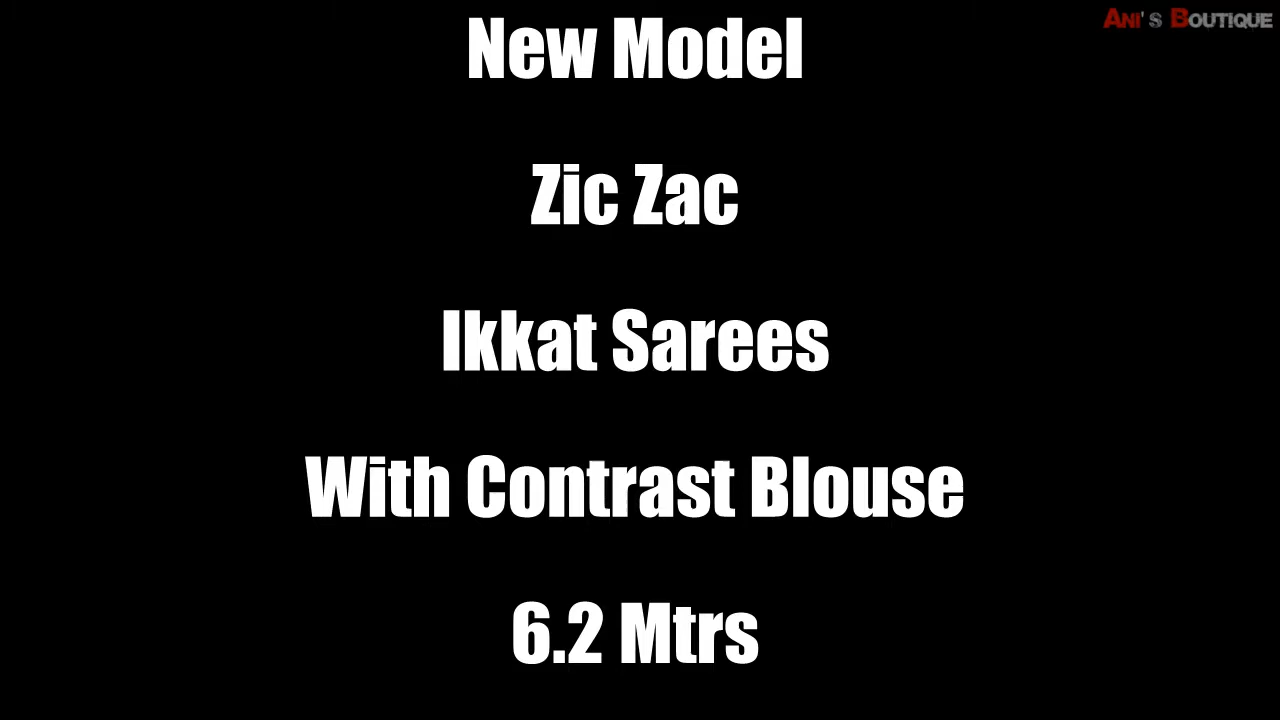 Ani's Boutique
New Model
Zic Zac
Ikkat Sarees
With Contrast Blouse
6.2 Mtrs